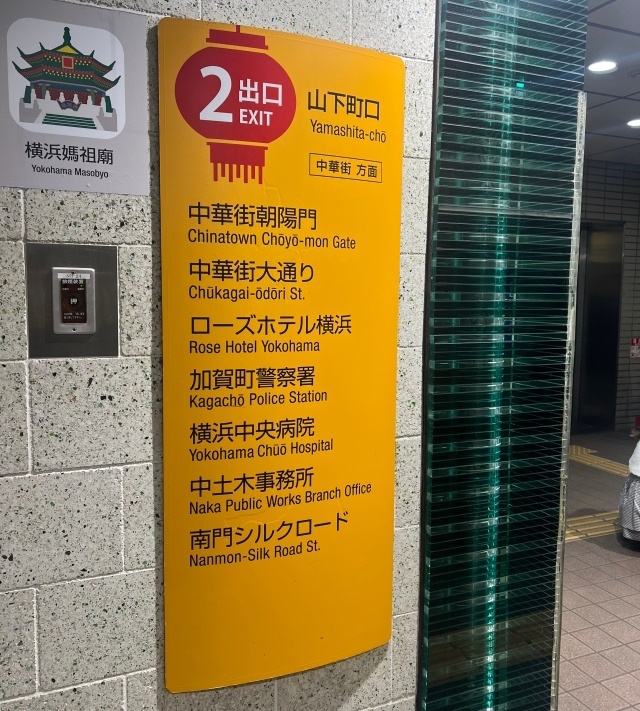 横浜媽祖廟
Yokohama Masobyo
2 出口
EXIT
山下町口
Yamashita-chō
中華街 方面
中華街朝陽門
Chinatown Chōyō-mon Gate
中華街大通り
Chūkagai-ōdōri St.
ローズホテル横浜
Rose Hotel Yokohama
加賀町警察署
Kagachō Police Station
横浜中央病院
Yokohama Chūō Hospital
中土木事務所
Naka Public Works Branch Office
南門シルクロード
Nanmon-Silk Road St.
押